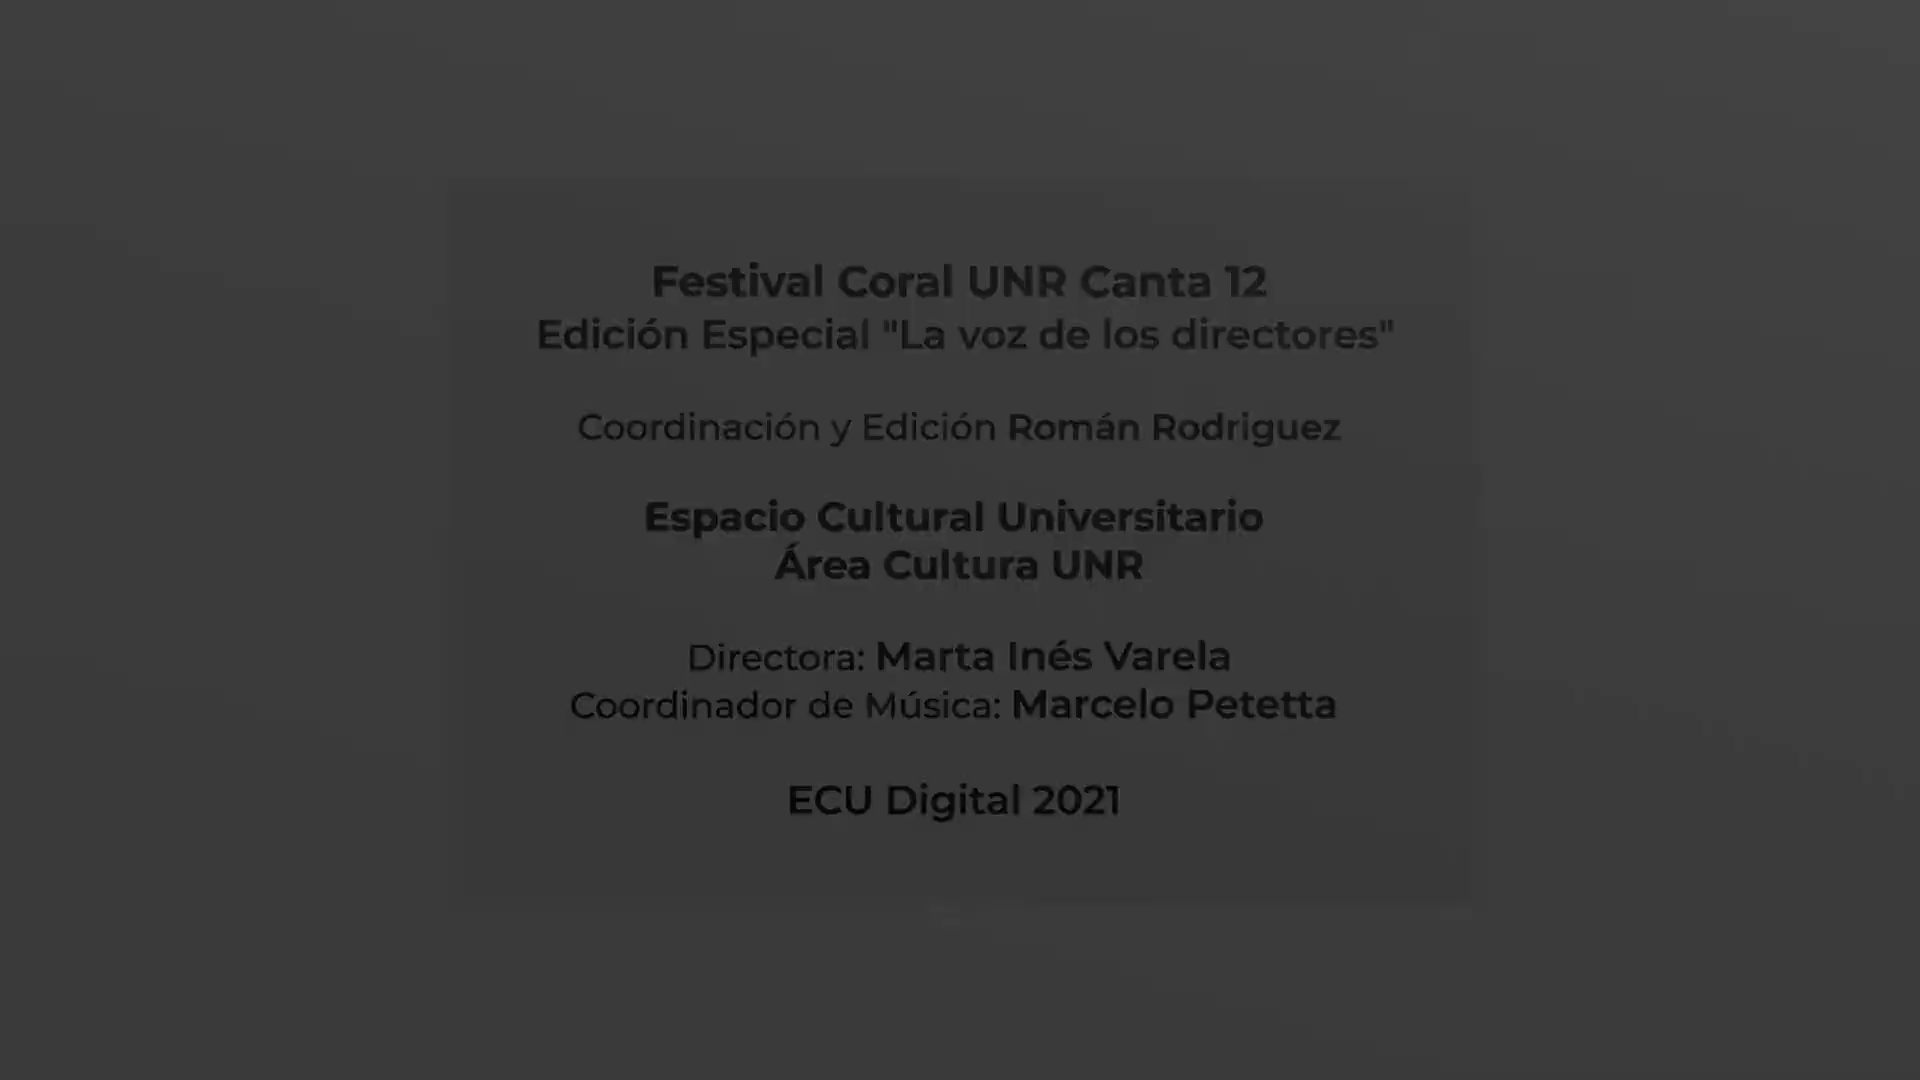 Festival Coral UNR Canta 12
Edición Especial "La voz de los directores"
Coordinación y Edición Román Rodriguez
Espacio Cultural Universitario
Área Cultura UNR
Directora: Marta Inés Varela
Coordinador de Música: Marcelo Petetta
ECU Digital 2021